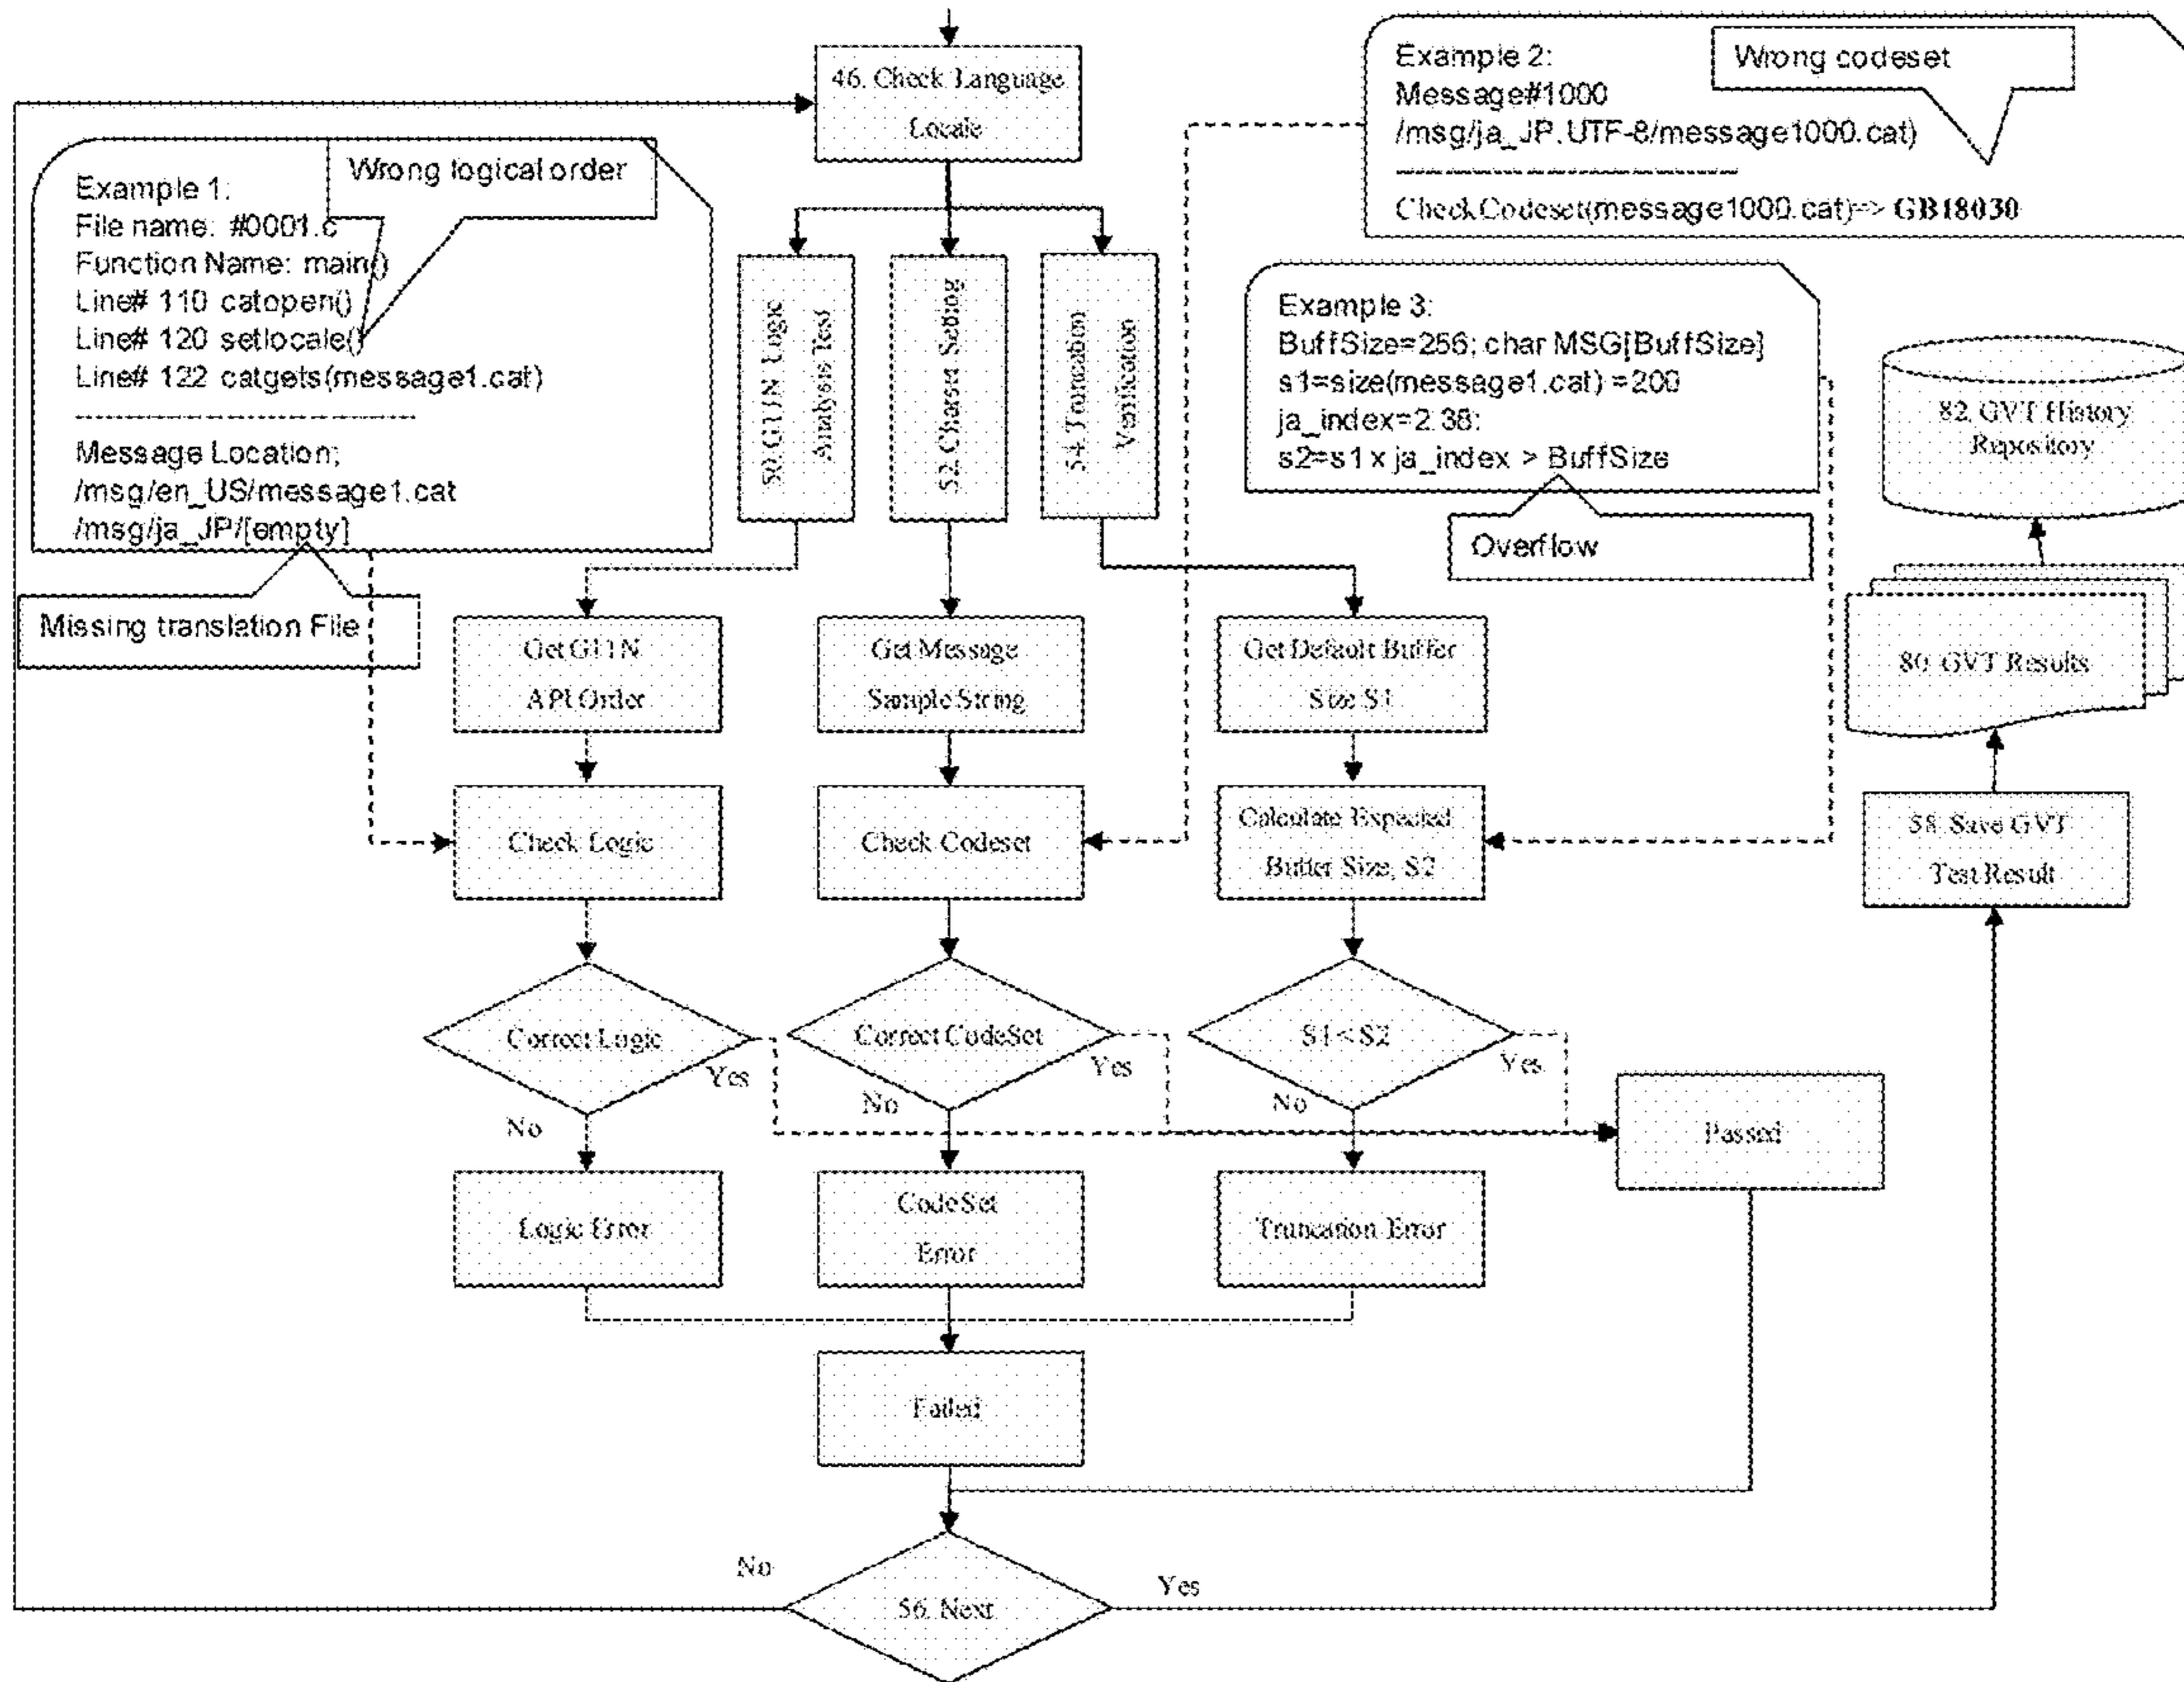 46. Check Language
Locale
Example 1:
File name: #0001.c
Function Name: main()
Line# 110 catopen()
Line# 120 setlocale()
Line# 122 catgets(message1.cat)
-------------------------------
Message Location;
/msg/en_US/message1.cat
/msg/ja_JP/[empty]
Wrong logical order
Missing translation File
Example 2:
Message#1000
/msg/ja_JP.UTF-8/message1000.cat)
-------------------------------
CheckCodeset(message1000.cat)=> GB18030
Wrong codeset
50. G11N Logic
Analysis Test
52. Charset Setting
54. Truncation
Verification
Example 3:
BuffSize=256; char MSG[BuffSize]
s1=size(message1.cat) =200
ja_index=2.38:
s2=s1 x ja_index > BuffSize
Overflow
82. GVT History
Repository
80. GVT Results
58. Save GVT
Test Result
Get G11N
API Order
Get Message
Sample String
Get Default Buffer
Size S1
Check Logic
Check Codeset
Calculate Expected
Buffer Size, S2
Correct Logic
Yes
No
Correct CodeSet
Yes
No
S1<S2
Yes
No
Passed
Logic Error
CodeSet
Error
Truncation Error
Failed
56. Next
No
Yes